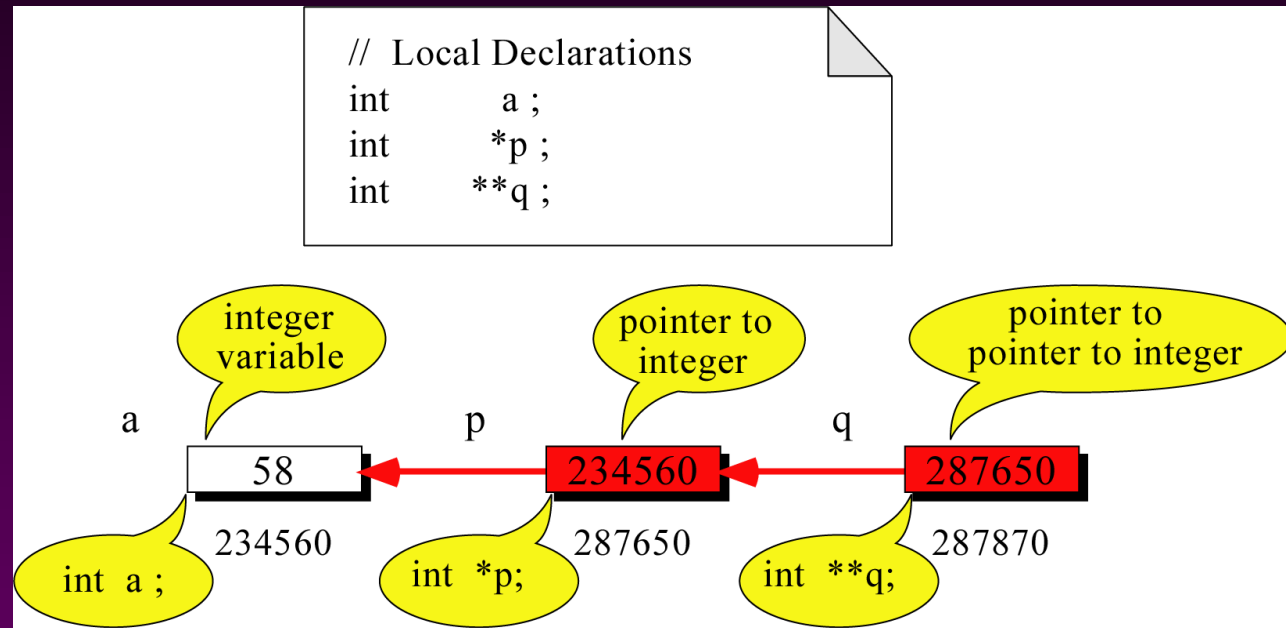 // Local Declarations
int a ;
int *p ;
int **q ;
integer
variable
pointer to
integer
pointer to
pointer to integer
a
p
q
58
234560
287650
234560
287650
287870
int a ;
int *p;
int **q;